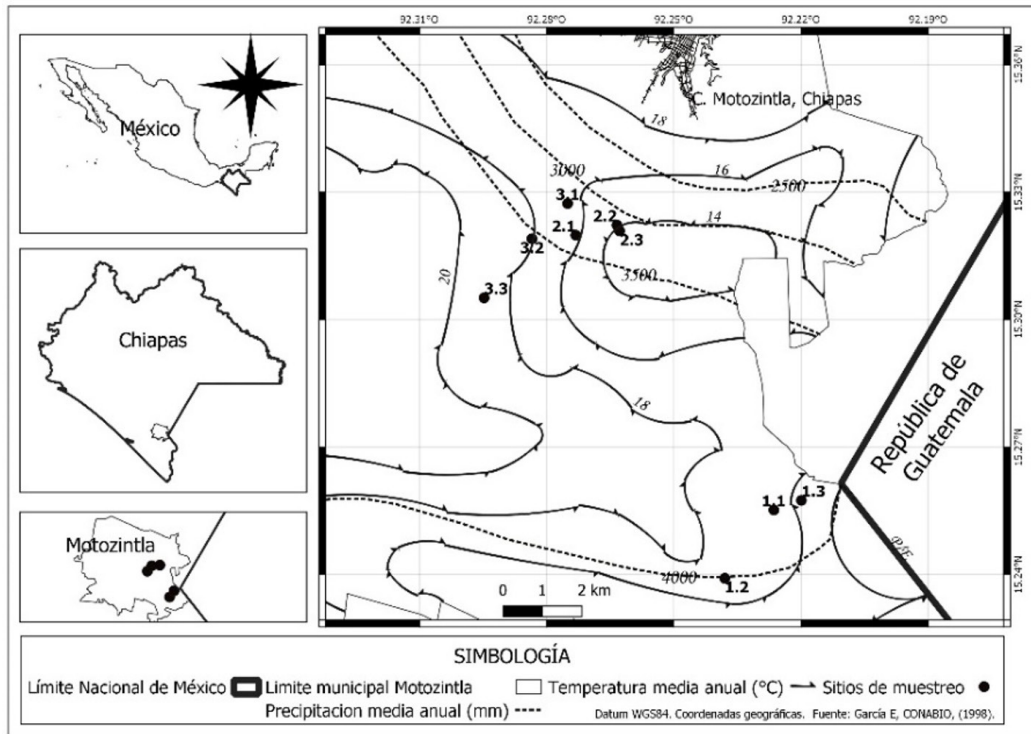 92.31 92.28 92.25 92.22 92.19
México
Chiapas
Motozintla
C. Motozintla, Chiapas
15.36
15.33
15.30
15.27
15.24
18
16
3000
2500
3.1
14
2.2
2.1
2.3
3.2
3500
20
3.3
18
República de
Guatemala
1.1
1.3
4000
1.2
0 1 2 km
SIMBOLOGÍA
Límite Nacional de México Limite municipal Motozintla Temperatura media anual (°C) Sitios de muestreo
Precipitacion media anual (mm) Datum WGS84. Coordenadas geográficas. Fuente: García E, CONABIO, (1998).